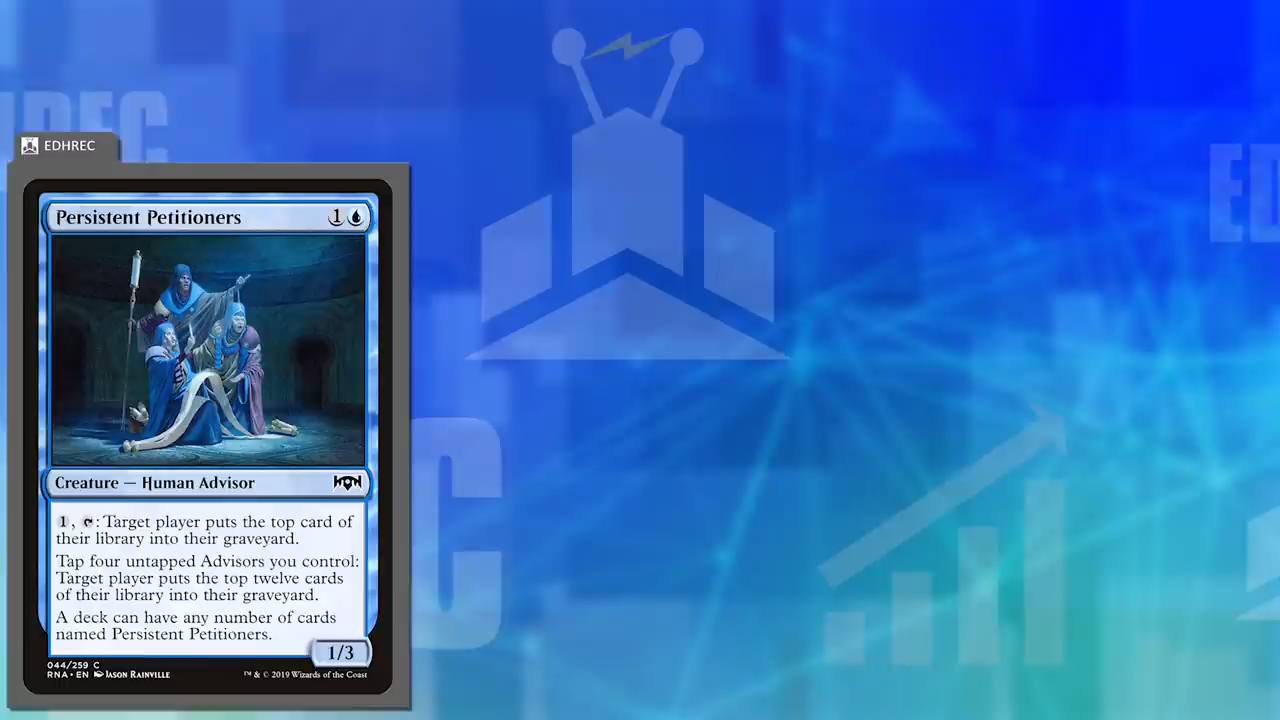 EDHREC
Persistent Petitioners 1
Creature — Human Advisor
1, : Target player puts the top card of
their library into their graveyard.
Tap four untapped Advisors you control:
Target player puts the top twelve cards
of their library into their graveyard.
A deck can have any number of cards
named Persistent Petitioners.
1/3
044/259 C
RNA • EN JASON RAINVILLE
™ & © 2019 Wizards of the Coast